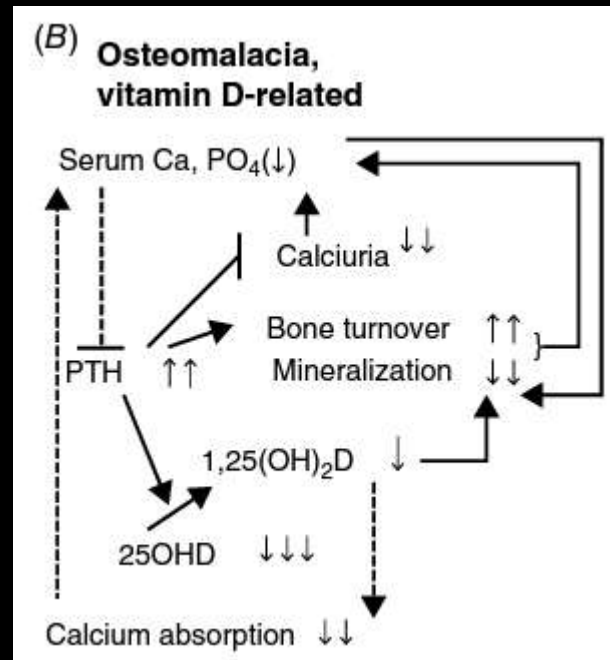 (B) Osteomalacia,
vitamin D-related
Serum Ca, PO₄(↓)
Calciuria ↓↓
Bone turnover ↑↑
PTH ↑↑ Mineralization ↓↓
1,25(OH)₂D ↓
25OHD ↓↓↓
Calcium absorption ↓↓